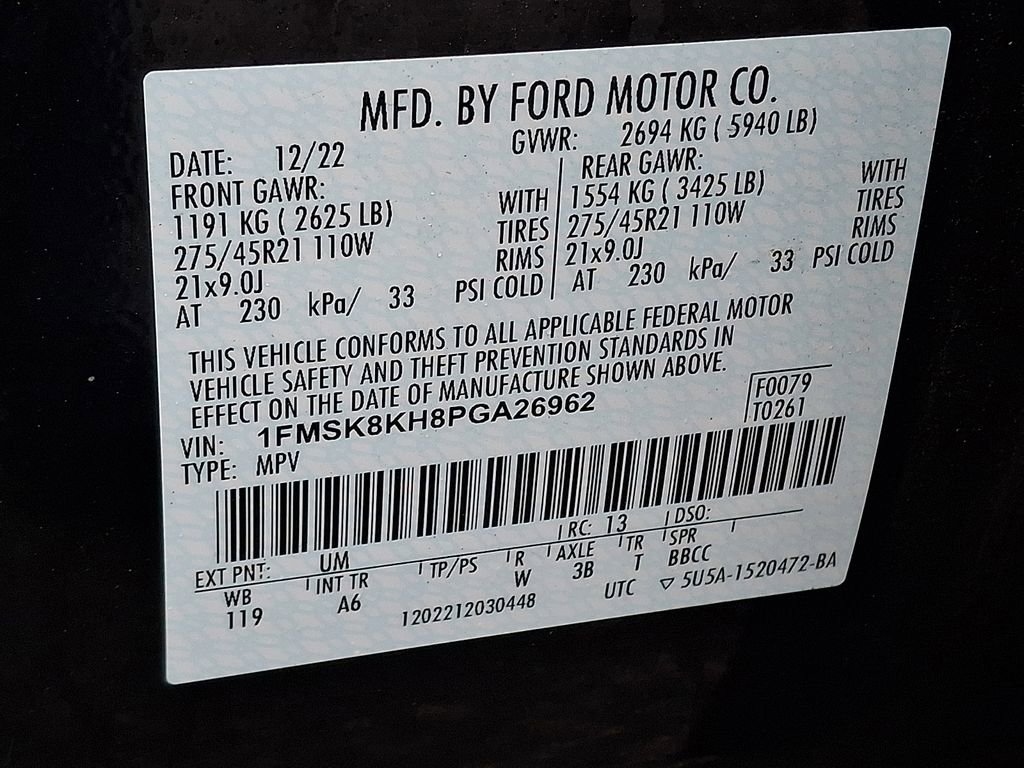 MFD. BY FORD MOTOR CO.
DATE: 12/22 GVWR: 2694 KG ( 5940 LB)
FRONT GAWR: REAR GAWR:
1191 KG ( 2625 LB) WITH 1554 KG ( 3425 LB) WITH
275/45R21 110W TIRES 275/45R21 110W TIRES
21x9.0J RIMS 21x9.0J RIMS
AT 230 kPa/ 33 PSI COLD AT 230 kPa/ 33 PSI COLD
THIS VEHICLE CONFORMS TO ALL APPLICABLE FEDERAL MOTOR
VEHICLE SAFETY AND THEFT PREVENTION STANDARDS IN
EFFECT ON THE DATE OF MANUFACTURE SHOWN ABOVE.
F0079
VIN: 1FMSK8KH8PGA26962 T0261
TYPE: MPV
EXT PNT: UM RC: 13 DSO:
WB INT TR TP/PS R AXLE TR SPR
119 A6 W 3B T BBCC
1202212030448 UTC ▽ 5U5A-1520472-BA